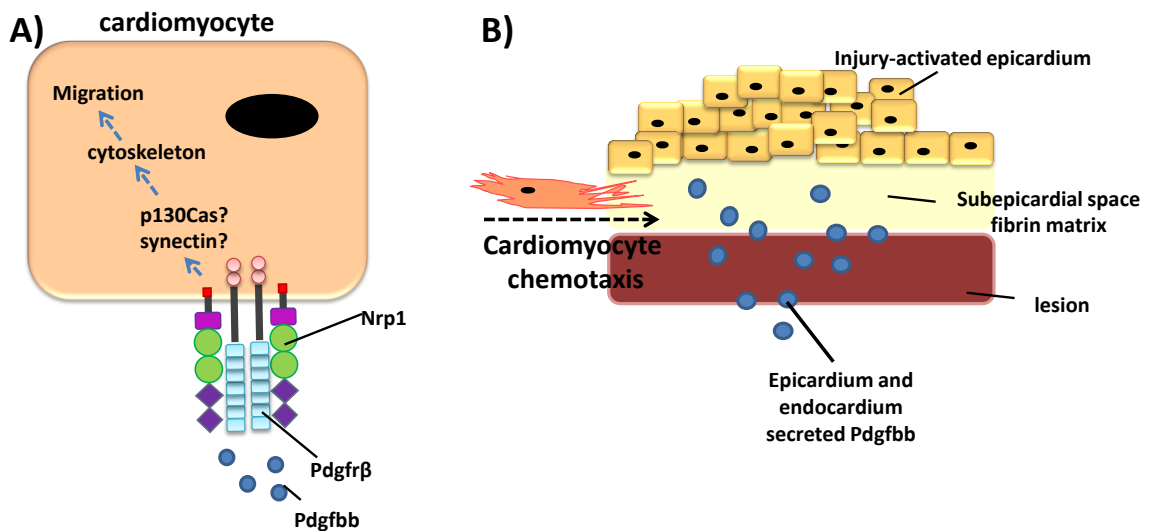 A)
cardiomyocyte
Migration
cytoskeleton
p130Cas?
synectin?
Nrp1
Pdgfrβ
Pdgfbb
B)
Injury-activated epicardium
Subepicardial space
fibrin matrix
Cardiomyocyte
chemotaxis
lesion
Epicardium and
endocardium
secreted Pdgfbb